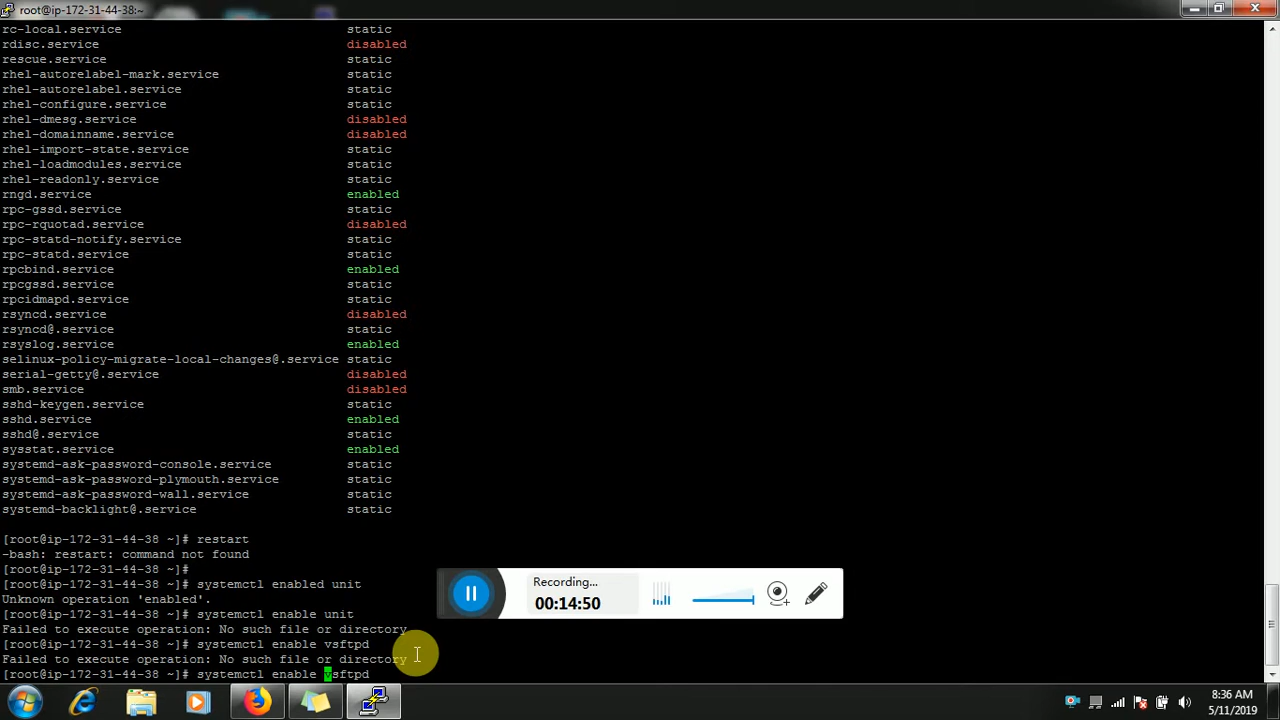 root@ip-172-31-44-38:~
rc-local.service static
rdisc.service disabled
rescue.service static
rhel-autorelabel-mark.service static
rhel-autorelabel.service static
rhel-configure.service static
rhel-dmesg.service disabled
rhel-domainname.service disabled
rhel-import-state.service static
rhel-loadmodules.service static
rhel-readonly.service static
rngd.service enabled
rpc-gssd.service static
rpc-rquotad.service disabled
rpc-statd-notify.service static
rpc-statd.service static
rpcbind.service enabled
rpcgssd.service static
rpcidmapd.service static
rsyncd.service disabled
rsyncd@.service static
rsyslog.service enabled
selinux-policy-migrate-local-changes@.service static
serial-getty@.service disabled
smb.service disabled
sshd-keygen.service static
sshd.service enabled
sshd@.service static
sysstat.service enabled
systemd-ask-password-console.service static
systemd-ask-password-plymouth.service static
systemd-ask-password-wall.service static
systemd-backlight@.service static
[root@ip-172-31-44-38 ~]# restart
-bash: restart: command not found
[root@ip-172-31-44-38 ~]#
[root@ip-172-31-44-38 ~]# systemctl enabled unit
Unknown operation 'enabled'.
[root@ip-172-31-44-38 ~]# systemctl enable unit
Failed to execute operation: No such file or directory
[root@ip-172-31-44-38 ~]# systemctl enable vsftpd
Failed to execute operation: No such file or directory
[root@ip-172-31-44-38 ~]# systemctl enable vsftpd
Recording...
00:14:50
8:36 AM
5/11/2019